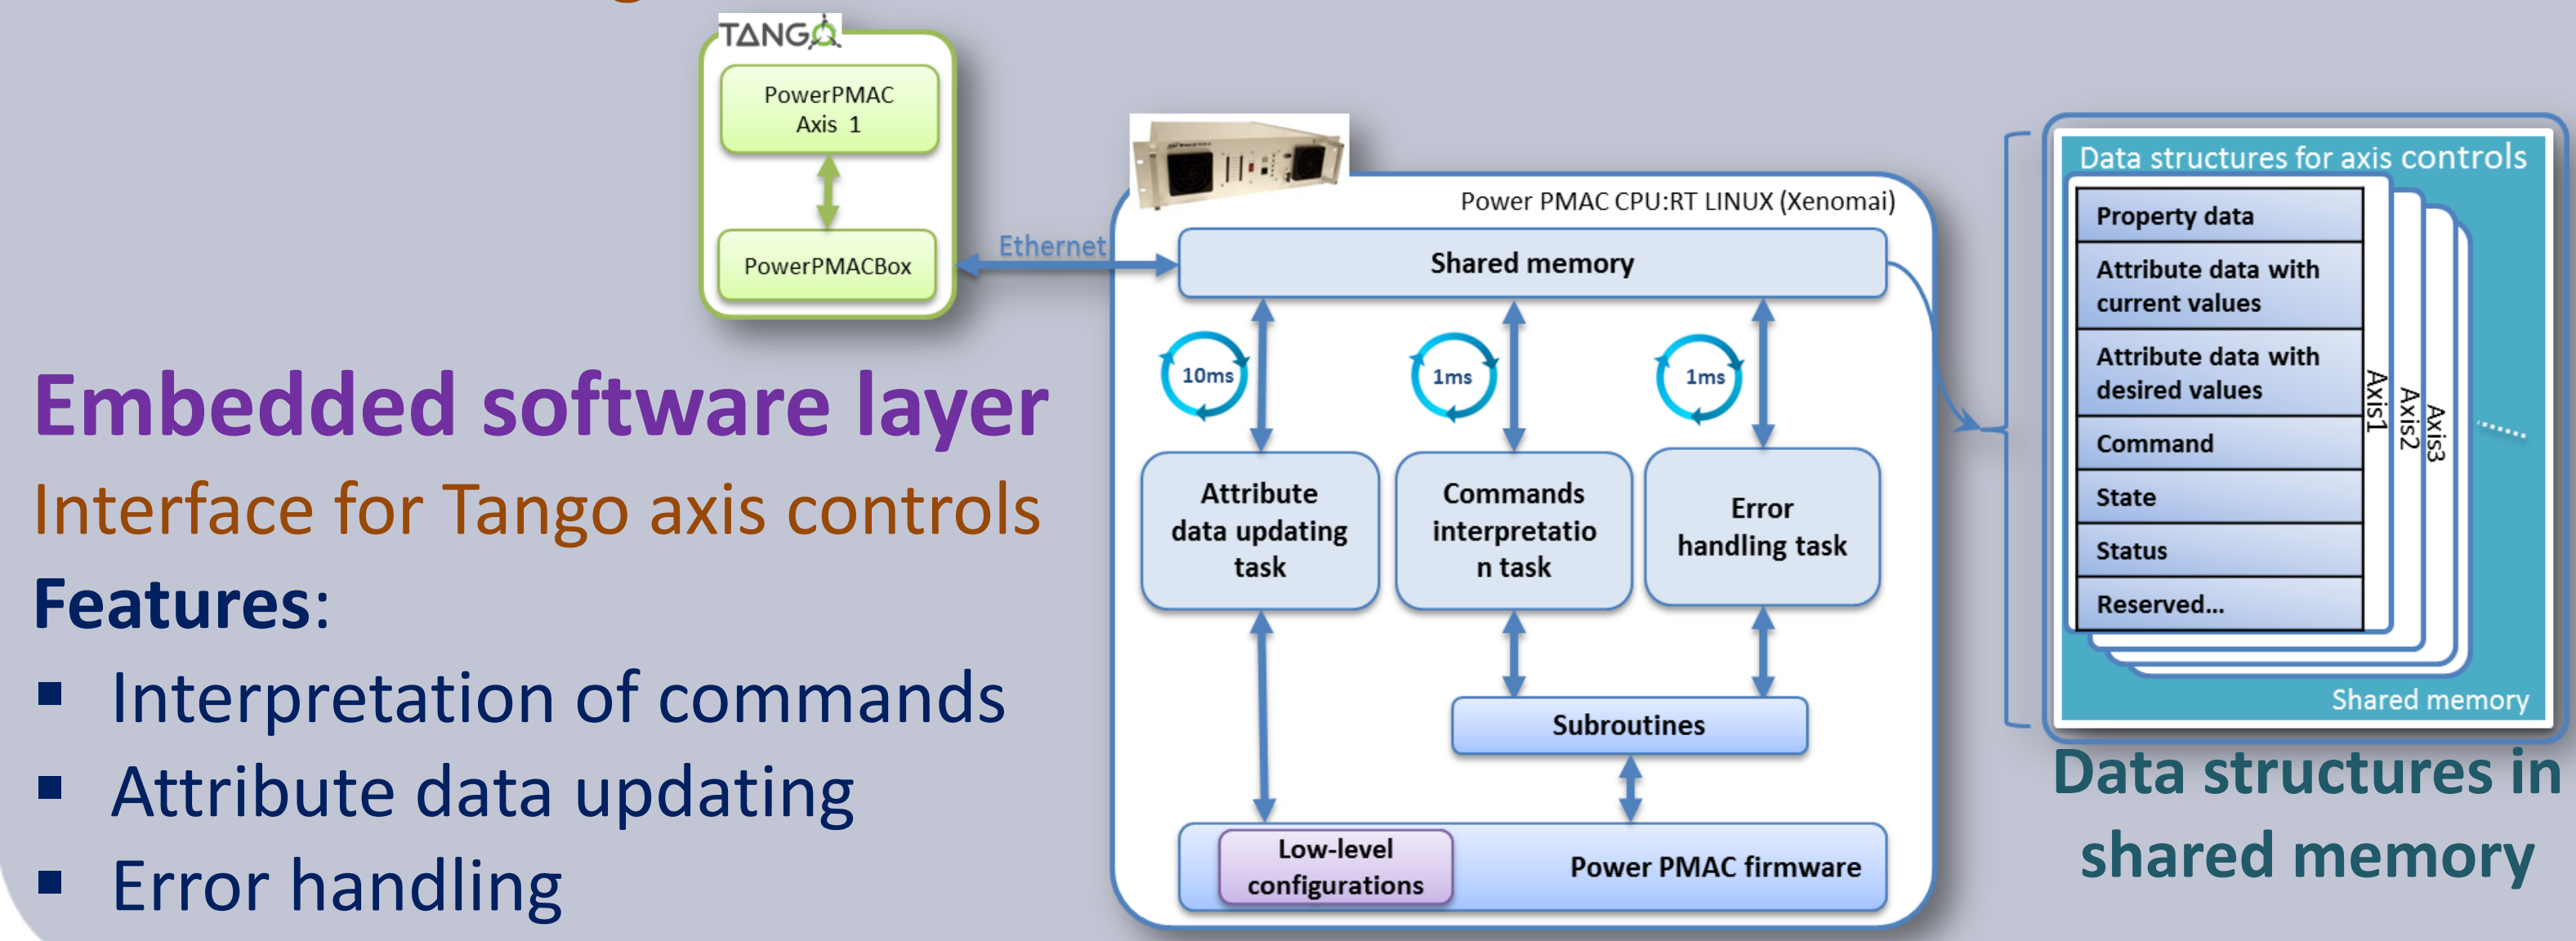 TANGO
PowerPMAC
Axis 1
PowerPMACBox
Ethernet
Power PMAC CPU:RT LINUX (Xenomai)
Shared memory
10ms
1ms
1ms
Attribute
data updating
task
Commands
interpretatio
n task
Error
handling task
Subroutines
Low-level
configurations
Power PMAC firmware
Data structures for axis controls
Property data
Attribute data with
current values
Attribute data with
desired values
Command
State
Status
Reserved...
Axis1
Axis2
Axis3
Shared memory
Data structures in
shared memory
Embedded software layer
Interface for Tango axis controls
Features:
▪ Interpretation of commands
▪ Attribute data updating
▪ Error handling